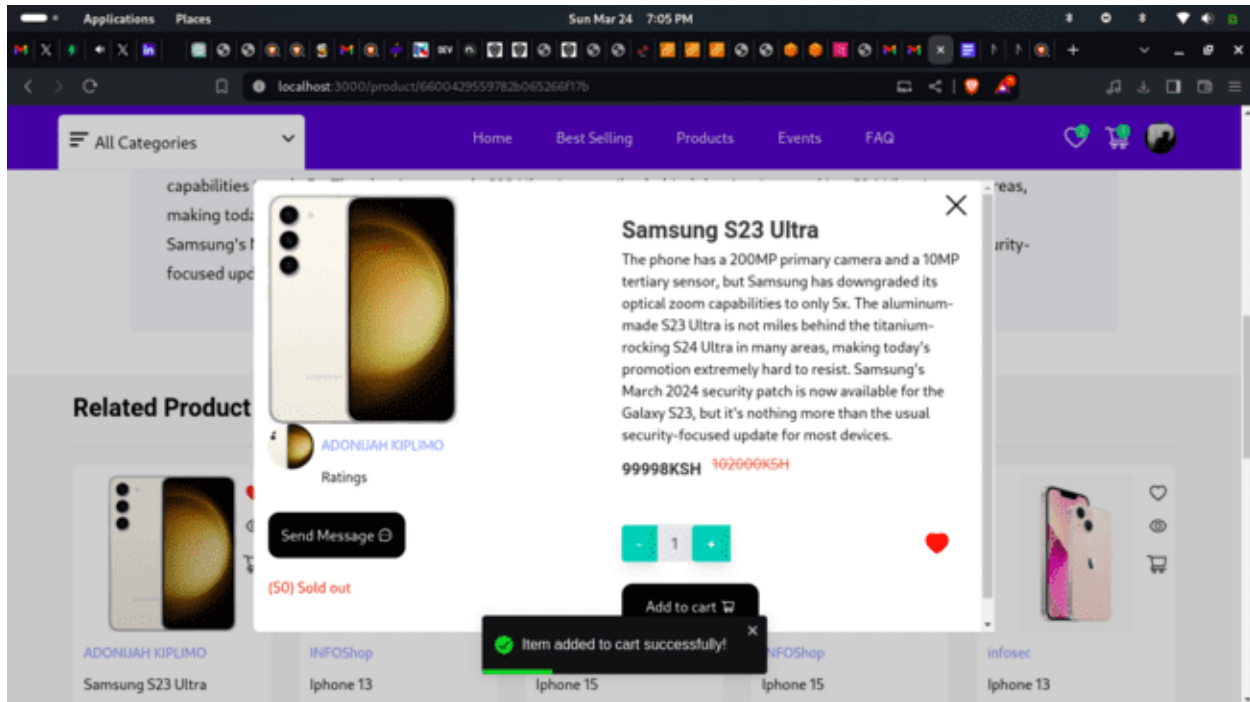 Applications Places Sun Mar 24 7:05 PM
localhost:3000/product/6600429559782b065266f17b
All Categories
Home Best Selling Products Events FAQ
capabilities
making toda
Samsung's
focused upd
reas,
urity-
Samsung S23 Ultra
The phone has a 200MP primary camera and a 10MP
tertiary sensor, but Samsung has downgraded its
optical zoom capabilities to only 5x. The aluminum-
made S23 Ultra is not miles behind the titanium-
rocking S24 Ultra in many areas, making today's
promotion extremely hard to resist. Samsung's
March 2024 security patch is now available for the
Galaxy S23, but it's nothing more than the usual
security-focused update for most devices.
99998KSH 102000KSH
ADONIJAH KIPLIMO
Ratings
Send Message
- 1 +
(50) Sold out
Add to cart
Item added to cart successfully!
Related Product
ADONIJAH KIPLIMO
Samsung S23 Ultra
INFOShop
Iphone 13
Iphone 15
NFOShop
Iphone 15
infosec
Iphone 13